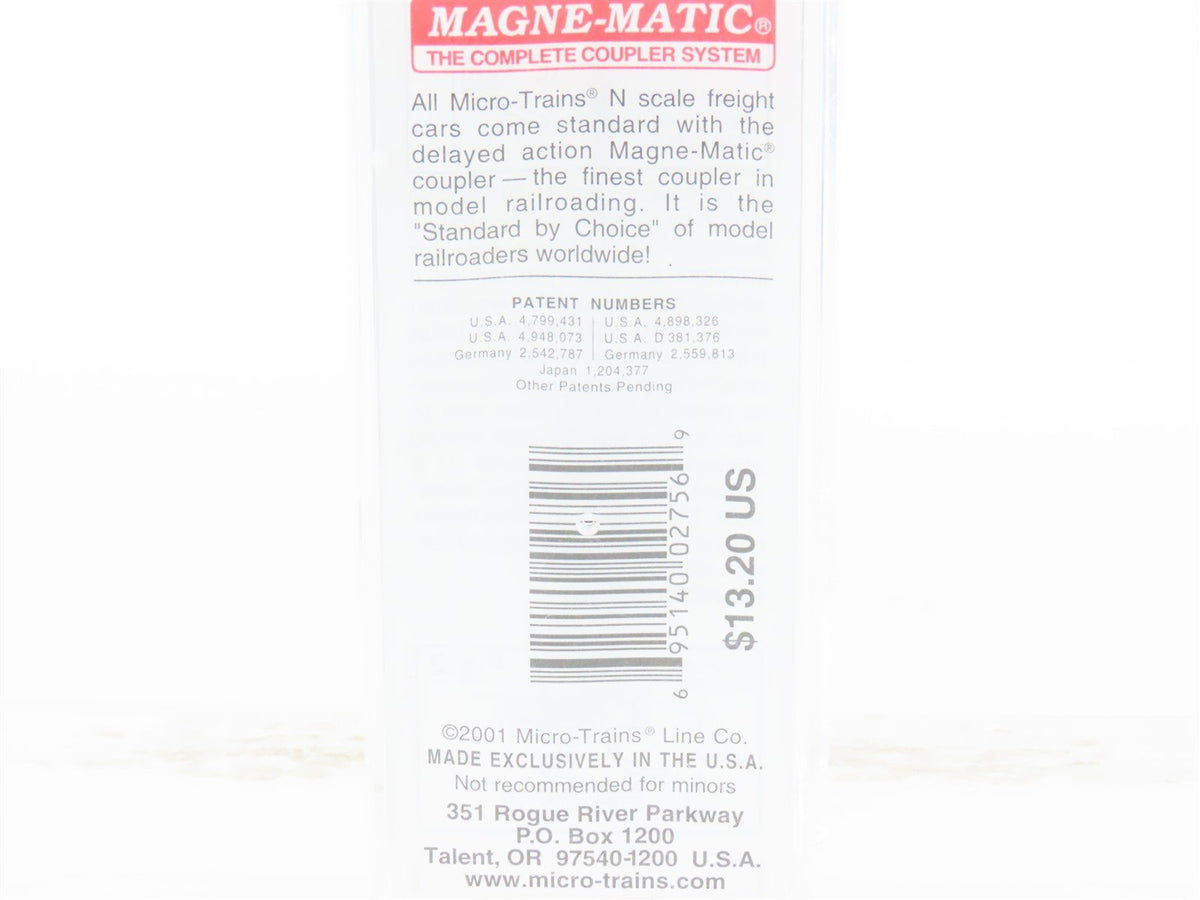 MAGNE-MATIC®
THE COMPLETE COUPLER SYSTEM
All Micro-Trains® N scale freight
cars come standard with the
delayed action Magne-Matic®
coupler — the finest coupler in
model railroading. It is the
"Standard by Choice" of model
railroaders worldwide!
PATENT NUMBERS
U.S.A. 4,799,431 | U.S.A. 4,898,326
U.S.A. 4,948,073 | U.S.A. D 381,376
Germany 2,542,787 | Germany 2,559,813
Japan 1,204,377
Other Patents Pending
6 95140 02756 9
$13.20 US
©2001 Micro-Trains® Line Co.
MADE EXCLUSIVELY IN THE U.S.A.
Not recommended for minors
351 Rogue River Parkway
P.O. Box 1200
Talent, OR 97540-1200 U.S.A.
www.micro-trains.com